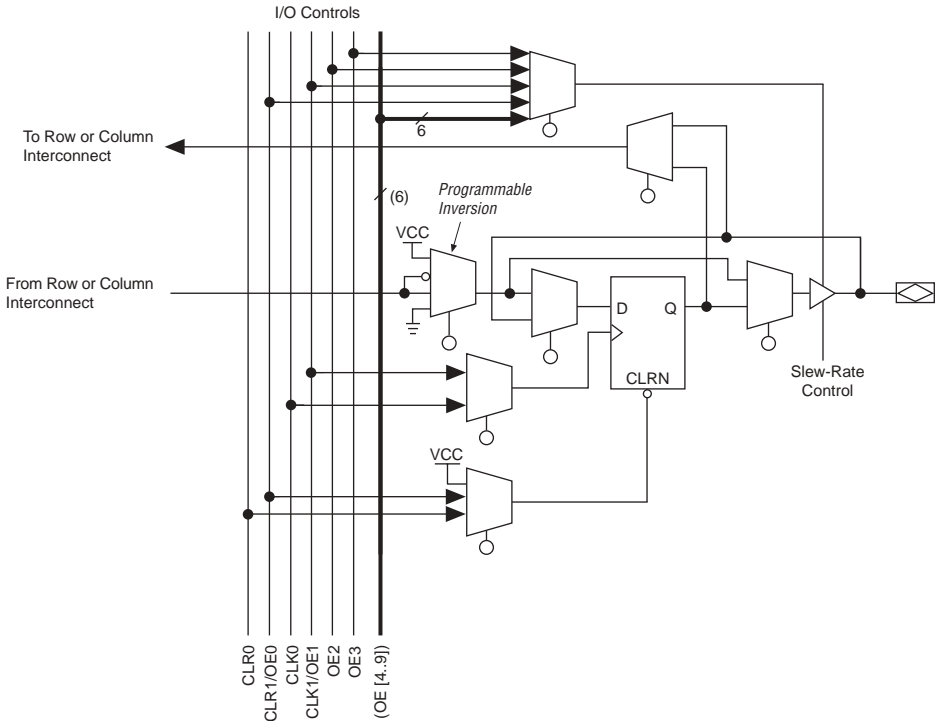 I/O Controls
6
To Row or Column
Interconnect
(6)
Programmable
Inversion
VCC
From Row or Column
Interconnect
D
Q
CLRN
Slew-Rate
Control
VCC
CLR0
CLR1/OE0
CLK0
CLK1/OE1
OE2
OE3
(OE [4..9])